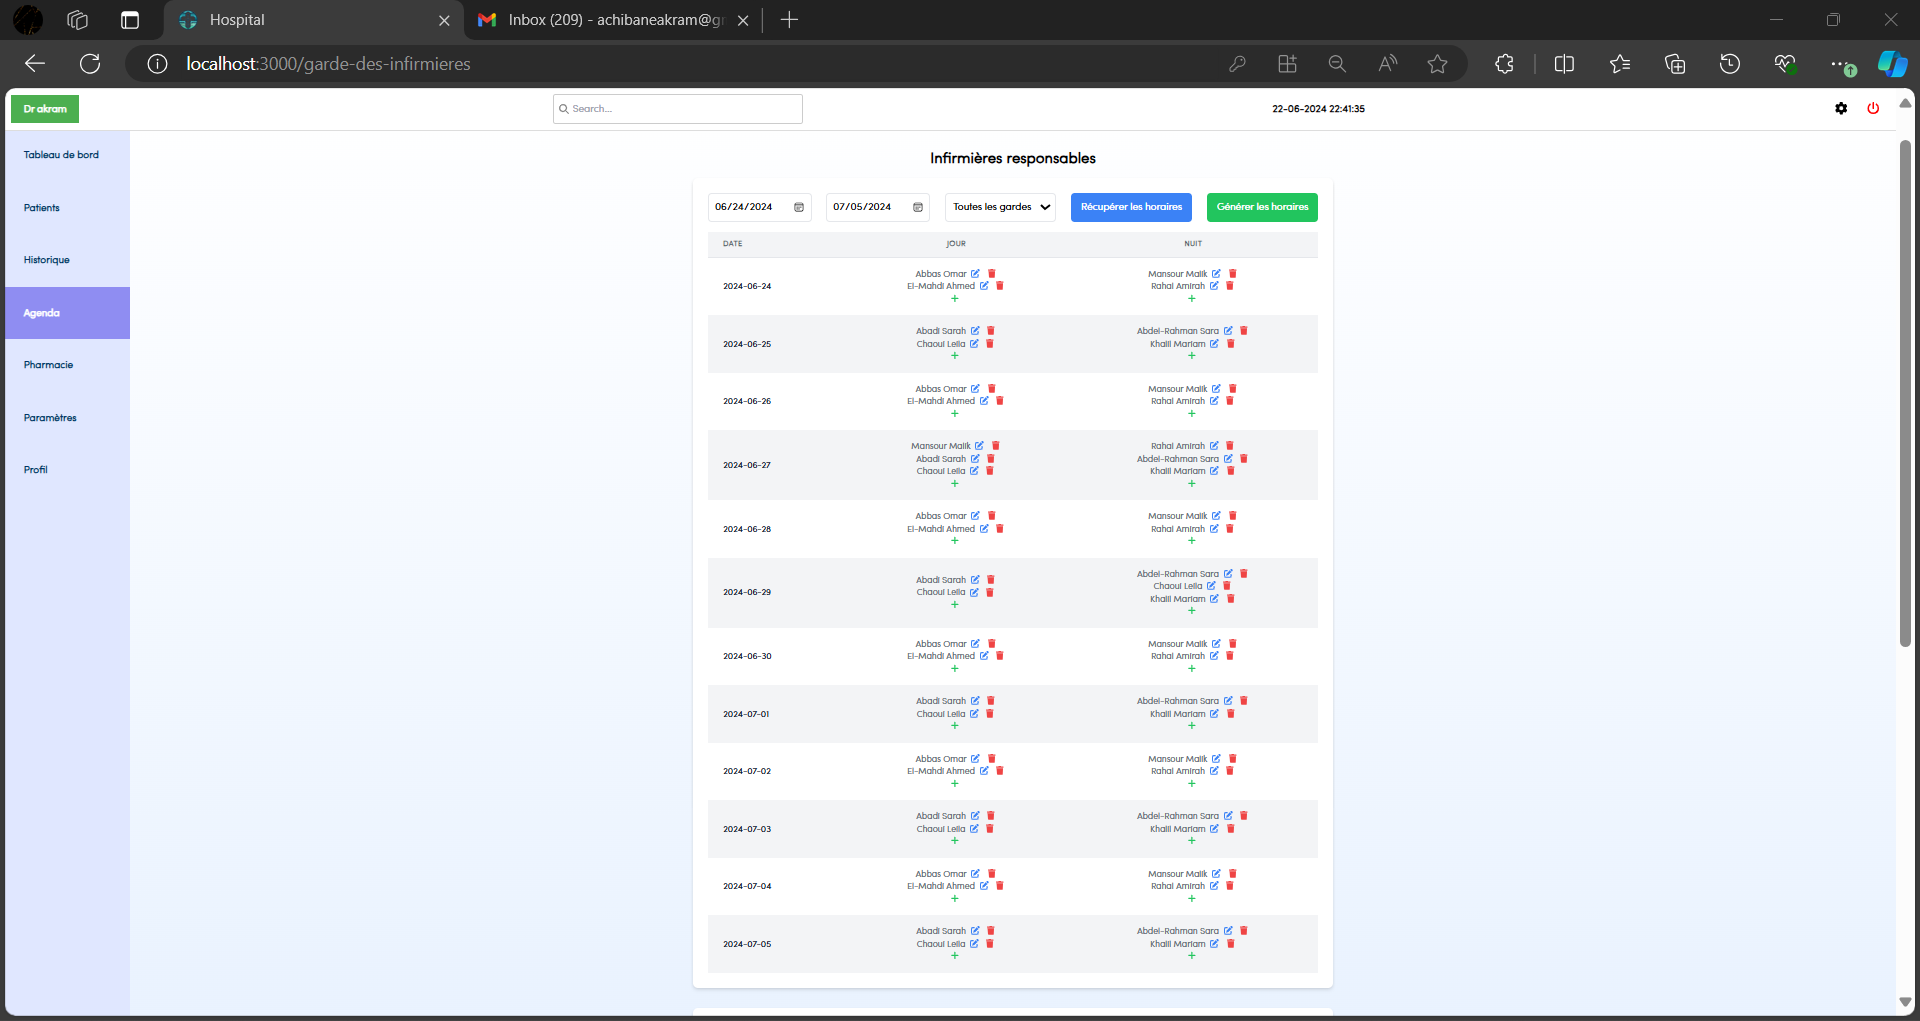 Hospital
Inbox (209) - achibaneakram@g
localhost:3000/garde-des-infirmieres
Dr akram
Search...
22-06-2024 22:41:35
Tableau de bord
Patients
Historique
Agenda
Pharmacie
Paramètres
Profil
Infirmières responsables
06/24/2024 07/05/2024 Toutes les gardes Récupérer les horaires Générer les horaires
DATE JOUR NUIT
Abbas Omar Mansour Malik
2024-06-24 El-Mahdi Ahmed Rahal Amirah
+ +
Abadi Sarah Abdel-Rahman Sara
2024-06-25 Chaoui Leila Khalil Mariam
+ +
Abbas Omar Mansour Malik
2024-06-26 El-Mahdi Ahmed Rahal Amirah
+ +
Mansour Malik Rahal Amirah
2024-06-27 Abadi Sarah Abdel-Rahman Sara
Chaoui Leila Khalil Mariam
+ +
Abbas Omar Mansour Malik
2024-06-28 El-Mahdi Ahmed Rahal Amirah
+ +
Abdel-Rahman Sara
Abadi Sarah Chaoui Leila
2024-06-29 Chaoui Leila Khalil Mariam
+ +
Abbas Omar Mansour Malik
2024-06-30 El-Mahdi Ahmed Rahal Amirah
+ +
Abadi Sarah Abdel-Rahman Sara
2024-07-01 Chaoui Leila Khalil Mariam
+ +
Abbas Omar Mansour Malik
2024-07-02 El-Mahdi Ahmed Rahal Amirah
+ +
Abadi Sarah Abdel-Rahman Sara
2024-07-03 Chaoui Leila Khalil Mariam
+ +
Abbas Omar Mansour Malik
2024-07-04 El-Mahdi Ahmed Rahal Amirah
+ +
Abadi Sarah Abdel-Rahman Sara
2024-07-05 Chaoui Leila Khalil Mariam
+ +